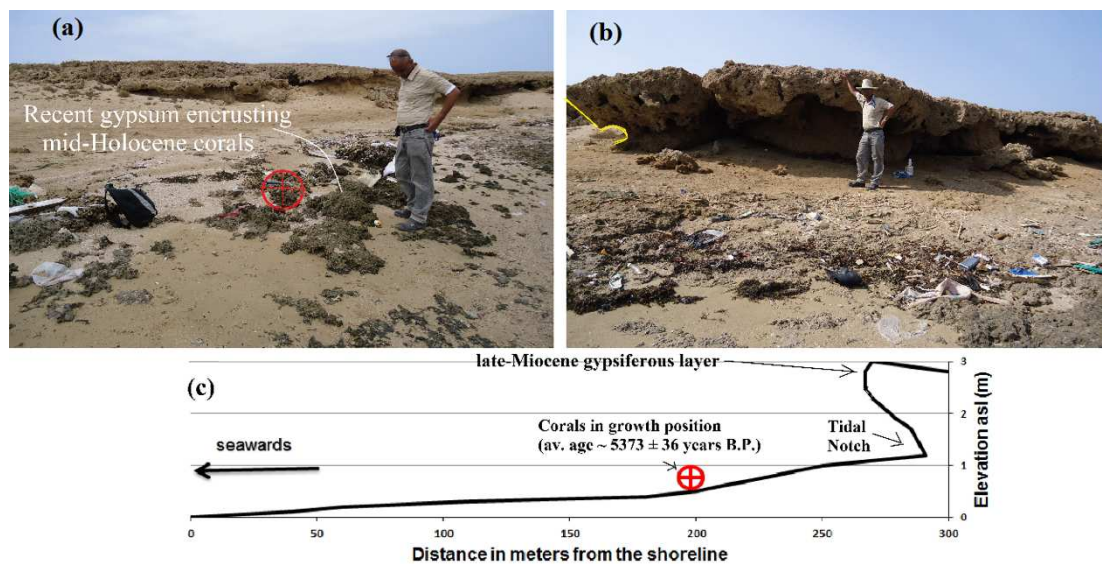 (a)
Recent gypsum encrusting
mid-Holocene corals
(b)
(c)
late-Miocene gypsiferous layer
Corals in growth position
(av. age ~ 5373 ± 36 years B.P.)
Tidal
Notch
seawards
3
2
1
0
Elevation asl (m)
0 50 100 150 200 250 300
Distance in meters from the shoreline